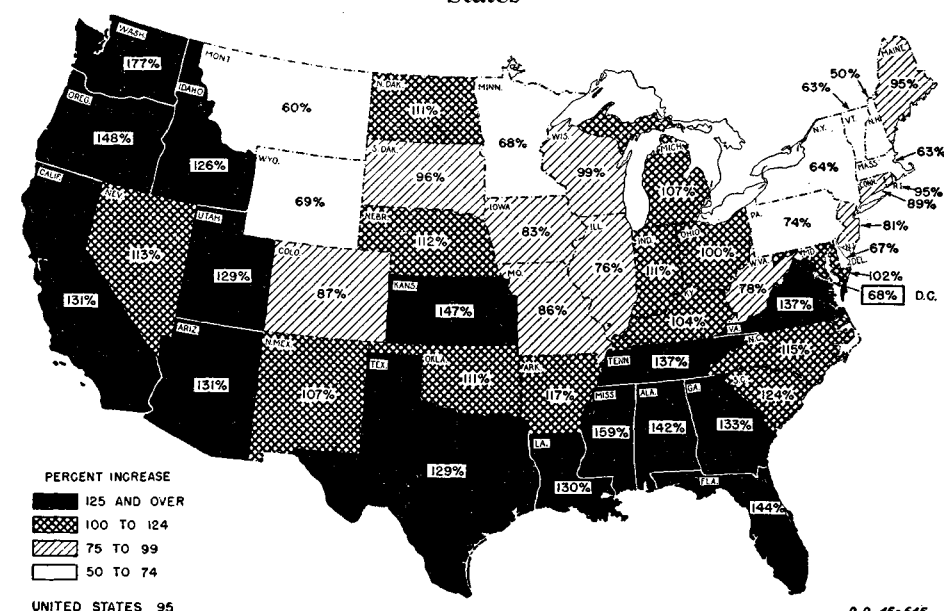 States
WASH.
177%
OREG.
148%
IDAHO
126%
MONT.
60%
WYO.
69%
CALIF.
131%
NEV.
113%
UTAH
129%
COLO.
87%
ARIZ.
131%
N.MEX.
107%
N.DAK.
111%
S.DAK.
96%
NEBR.
112%
KANS.
147%
OKLA.
111%
TEX.
129%
MINN.
68%
IOWA
83%
MO.
86%
ARK.
117%
LA.
130%
WIS.
99%
ILL.
76%
MICH.
107%
IND.
111%
OHIO
100%
104%
TENN.
137%
MISS.
159%
ALA.
142%
GA.
133%
FLA.
144%
S.C.
124%
N.C.
115%
VA.
137%
W.VA.
78%
PA.
74%
N.Y.
64%
VT.
63%
N.H.
50%
MAINE
95%
MASS.
63%
R.I.
95%
CONN.
89%
N.J.
81%
DEL.
67%
MD.
102%
68% D.C.
PERCENT INCREASE
125 AND OVER
100 TO 124
75 TO 99
50 TO 74
UNITED STATES 95